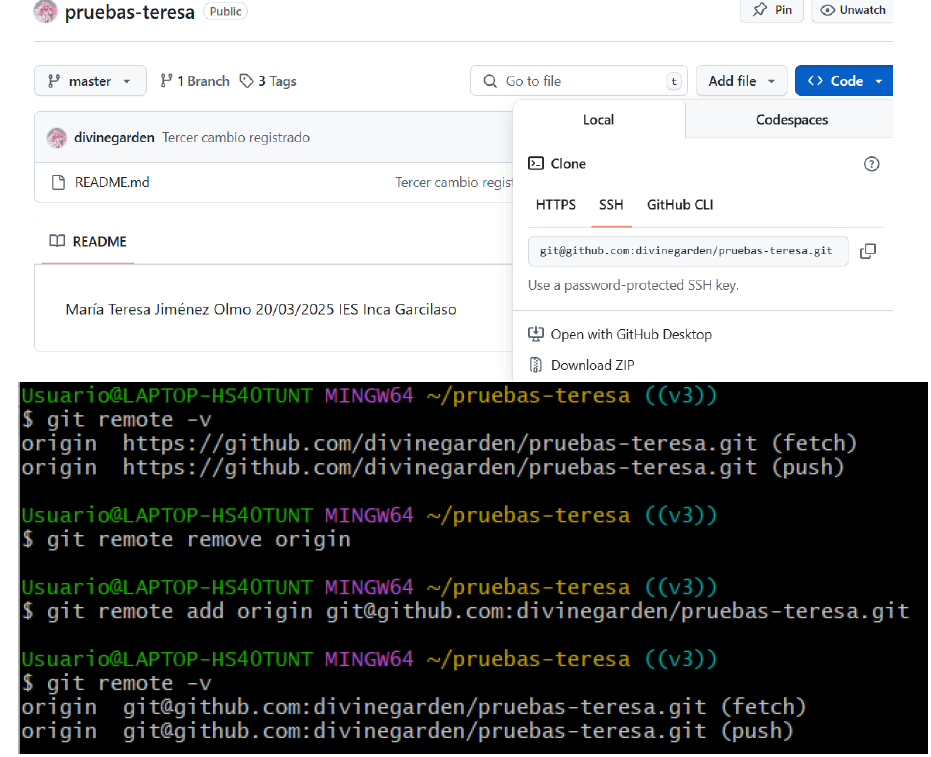 pruebas-teresa Public Pin Unwatch
master 1 Branch 3 Tags Go to file t Add file Code
Local Codespaces
divinegarden Tercer cambio registrado
Clone
README.md Tercer cambio regist
HTTPS SSH GitHub CLI
README
git@github.com:divinegarden/pruebas-teresa.git
Use a password-protected SSH key.
María Teresa Jiménez Olmo 20/03/2025 IES Inca Garcilaso
Open with GitHub Desktop
Download ZIP
Usuario@LAPTOP-HS4OTUNT MINGW64 ~/pruebas-teresa ((v3))
$ git remote -v
origin https://github.com/divinegarden/pruebas-teresa.git (fetch)
origin https://github.com/divinegarden/pruebas-teresa.git (push)
Usuario@LAPTOP-HS4OTUNT MINGW64 ~/pruebas-teresa ((v3))
$ git remote remove origin
Usuario@LAPTOP-HS4OTUNT MINGW64 ~/pruebas-teresa ((v3))
$ git remote add origin git@github.com:divinegarden/pruebas-teresa.git
Usuario@LAPTOP-HS4OTUNT MINGW64 ~/pruebas-teresa ((v3))
$ git remote -v
origin git@github.com:divinegarden/pruebas-teresa.git (fetch)
origin git@github.com:divinegarden/pruebas-teresa.git (push)